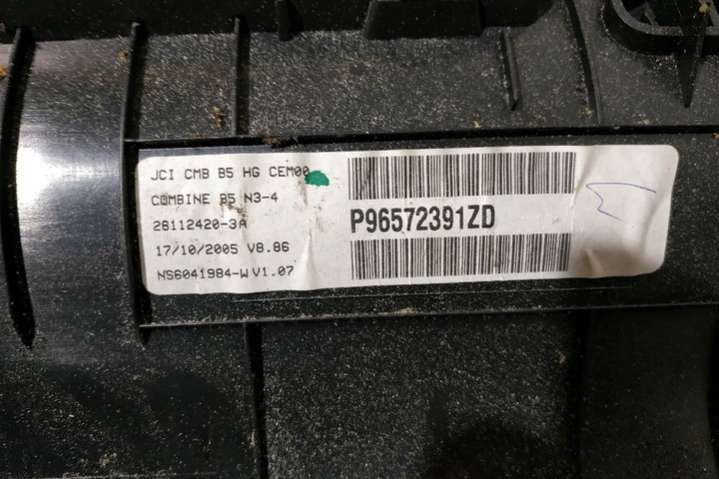 JCI CMB B5 HG CEM00
COMBINE B5 N3-4
28112420-3A
17/10/2005 V8.86
NS6041984-W V1.07
P96572391ZD